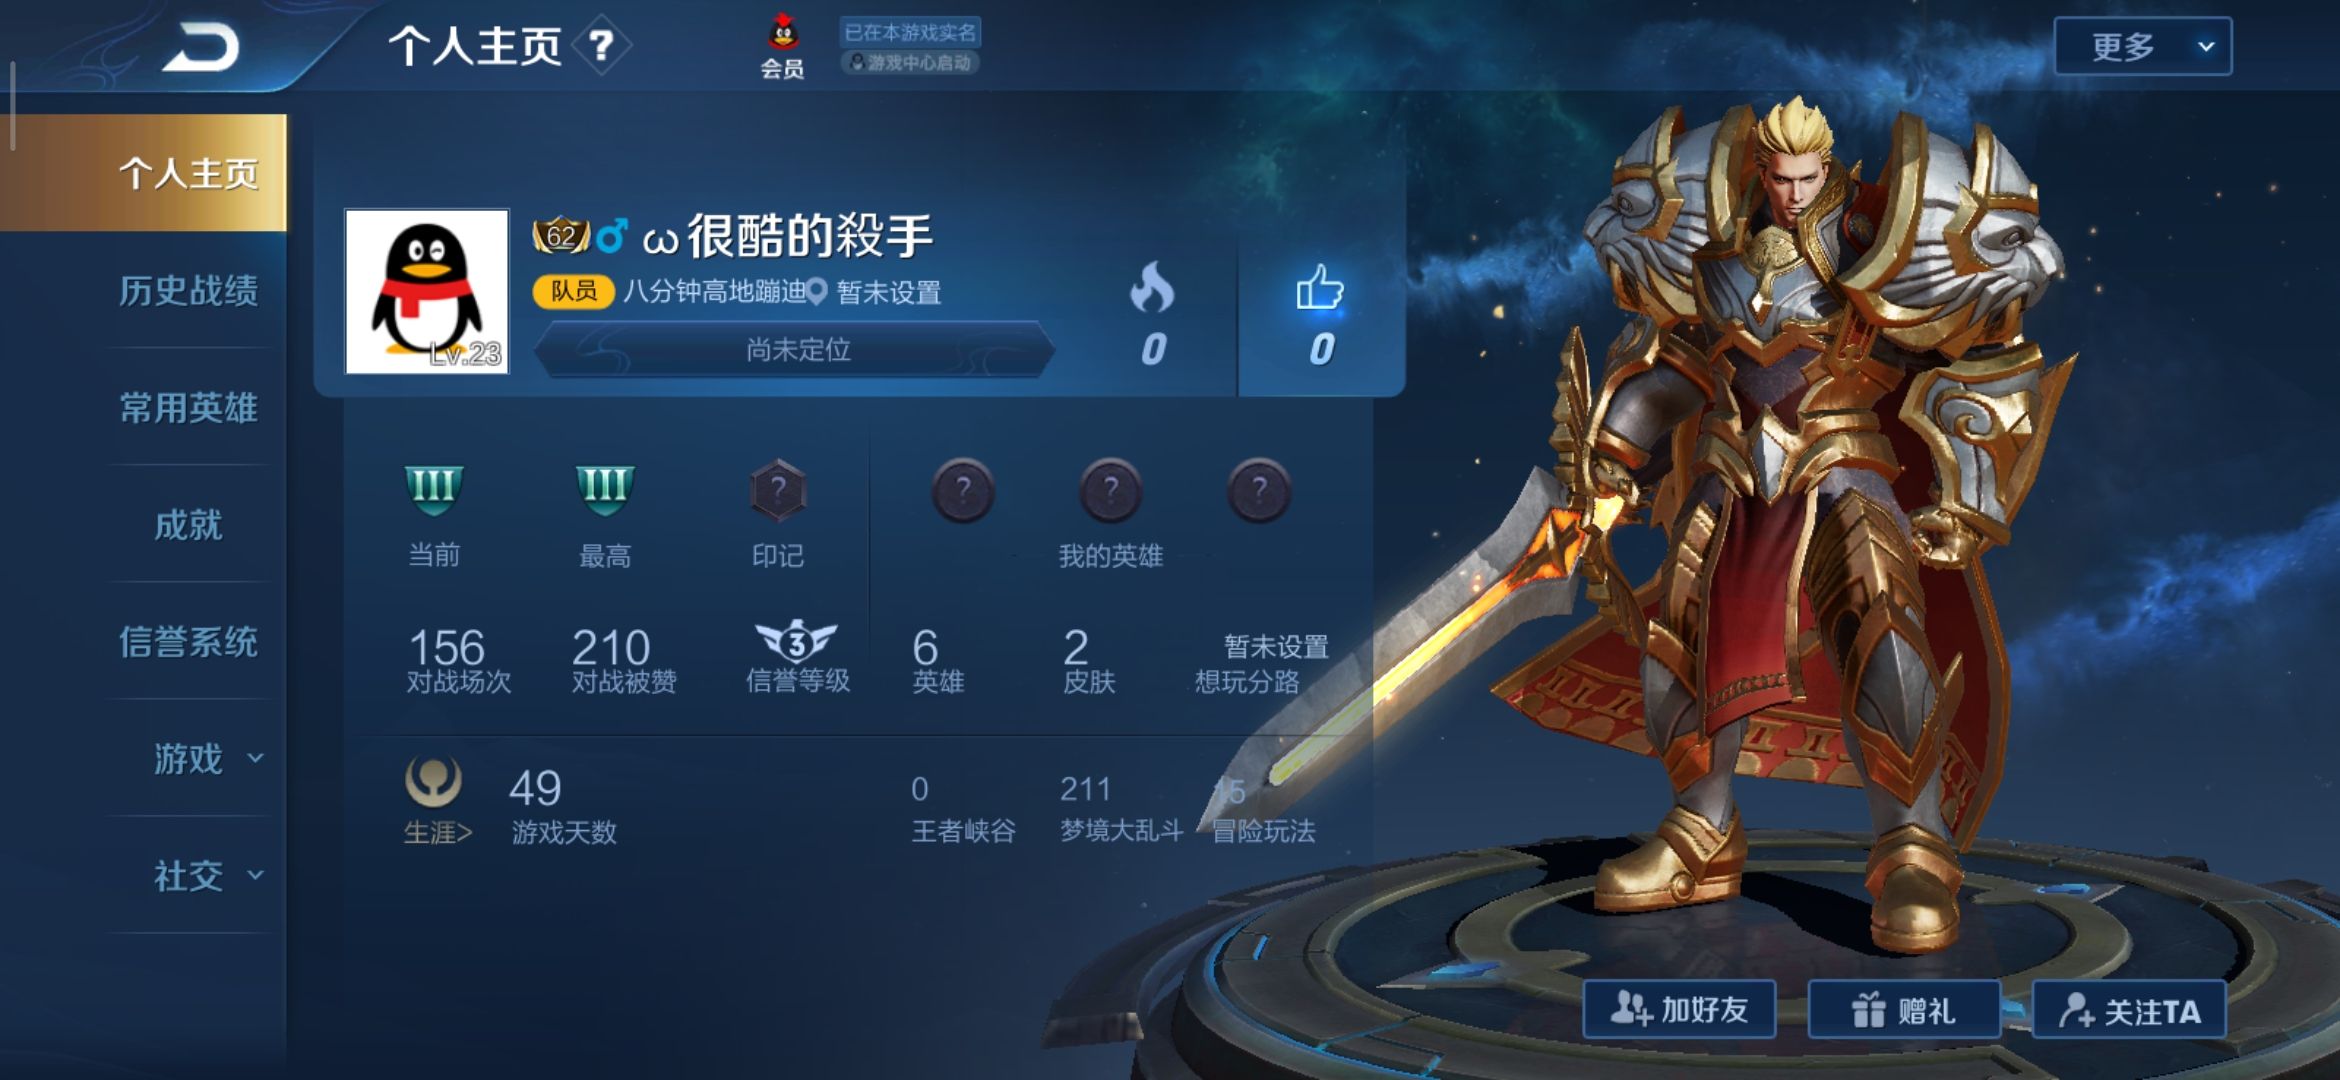 个人主页 ?
会员
已在本游戏实名
游戏中心启动
更多
个人主页
历史战绩
常用英雄
成就
信誉系统
游戏
社交
Lv.23
62 ω很酷的殺手
队员 八分钟高地蹦迪 暂未设置
尚未定位
0
0
III III ? ? ? ?
当前 最高 印记 我的英雄
156 210 3 6 2 暂未设置
对战场次 对战被赞 信誉等级 英雄 皮肤 想玩分路
49 0 211 15
生涯> 游戏天数 王者峡谷 梦境大乱斗 冒险玩法
加好友 赠礼 关注TA